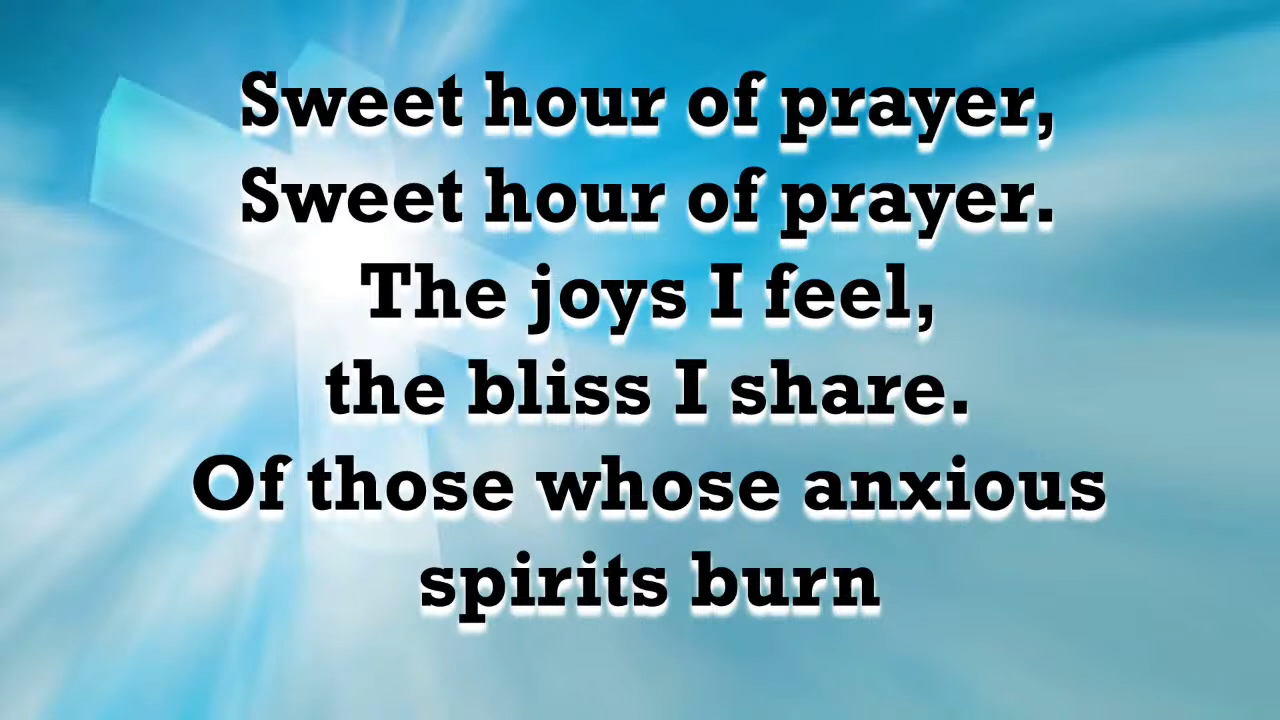 Sweet hour of prayer,
Sweet hour of prayer.
The joys I feel,
the bliss I share.
Of those whose anxious
spirits burn